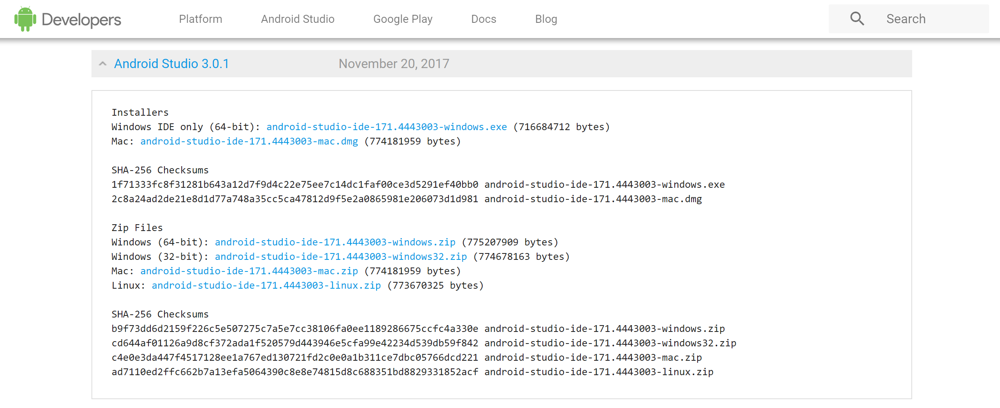 Developers Platform Android Studio Google Play Docs Blog Search
Android Studio 3.0.1 November 20, 2017
Installers
Windows IDE only (64-bit): android-studio-ide-171.4443003-windows.exe (716684712 bytes)
Mac: android-studio-ide-171.4443003-mac.dmg (774181959 bytes)
SHA-256 Checksums
1f71333fc8f31281b643a12d7f9d4c22e75ee7c14dc1faf00ce3d5291ef40bb0 android-studio-ide-171.4443003-windows.exe
2c8a24ad2de21e8d1d77a748a35cc5ca47812d9f5e2a0865981e206073d1d981 android-studio-ide-171.4443003-mac.dmg
Zip Files
Windows (64-bit): android-studio-ide-171.4443003-windows.zip (775207909 bytes)
Windows (32-bit): android-studio-ide-171.4443003-windows32.zip (774678163 bytes)
Mac: android-studio-ide-171.4443003-mac.zip (774181959 bytes)
Linux: android-studio-ide-171.4443003-linux.zip (773670325 bytes)
SHA-256 Checksums
b9f73dd6d2159f226c5e507275c7a5e7cc38106fa0ee1189286675ccfc4a330e android-studio-ide-171.4443003-windows.zip
cd644af01126a9d8cf372ada1f520579d443946e5cfa99e42234d539db59f842 android-studio-ide-171.4443003-windows32.zip
c4e0e3da447f4517128ee1a767ed130721fd2c0e0a1b311ce7dbc05766dcd221 android-studio-ide-171.4443003-mac.zip
ad7110ed2ffc662b7a13efa5064390c8e8e74815d8c688351bd8829331852acf android-studio-ide-171.4443003-linux.zip